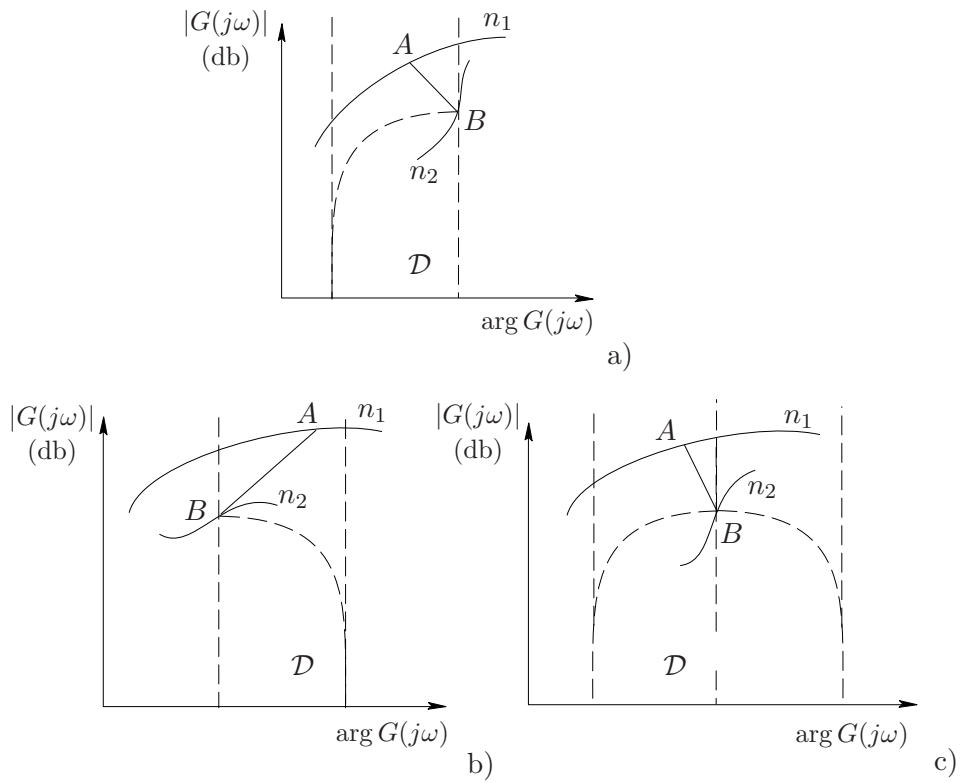 |G(jω)|
(db)
n₁
A
B
n₂
𝒟
arg G(jω)
a)
|G(jω)|
(db)
A
n₁
B
n₂
𝒟
arg G(jω)
b)
|G(jω)|
(db)
A
n₁
n₂
B
𝒟
arg G(jω)
c)